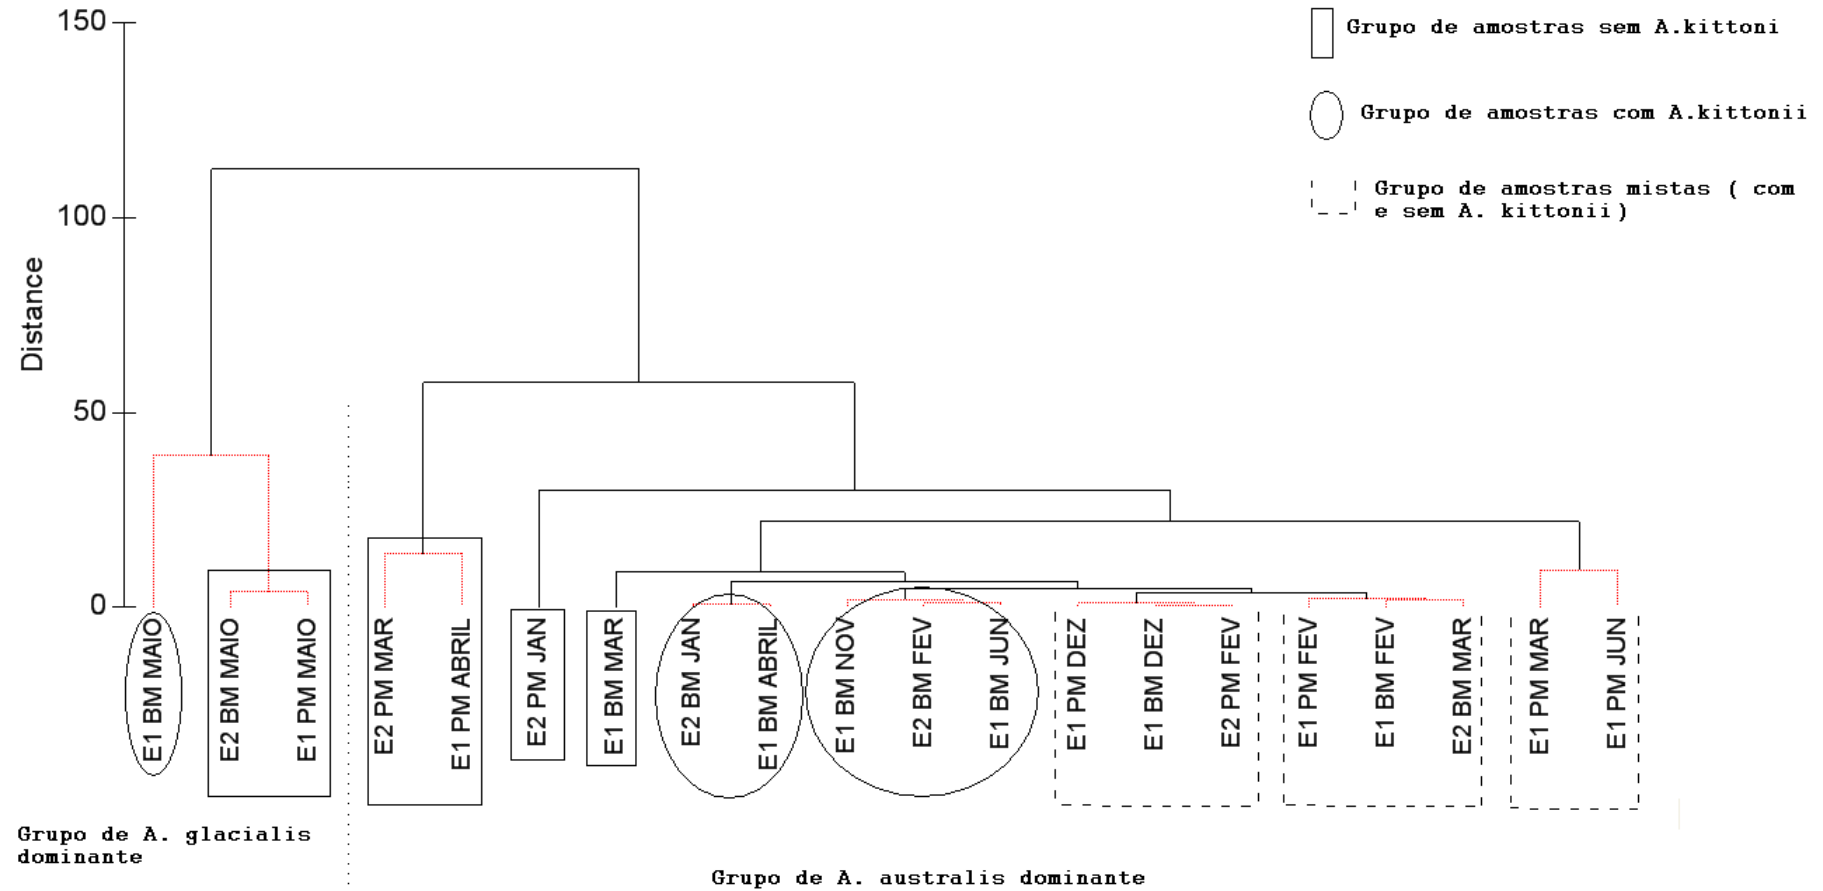 150
100
50
0
Distance
Grupo de amostras sem A.kittoni
Grupo de amostras com A.kittonii
Grupo de amostras mistas ( com
e sem A. kittonii)
E1 BM MAIO
E2 BM MAIO
E1 PM MAIO
E2 PM MAR
E1 PM ABRIL
E2 PM JAN
E1 BM MAR
E2 BM JAN
E1 BM ABRIL
E1 BM NOV
E2 BM FEV
E1 BM JUN
E1 PM DEZ
E1 BM DEZ
E2 PM FEV
E1 PM FEV
E1 BM FEV
E2 BM MAR
E1 PM MAR
E1 PM JUN
Grupo de A. glacialis
dominante
Grupo de A. australis dominante